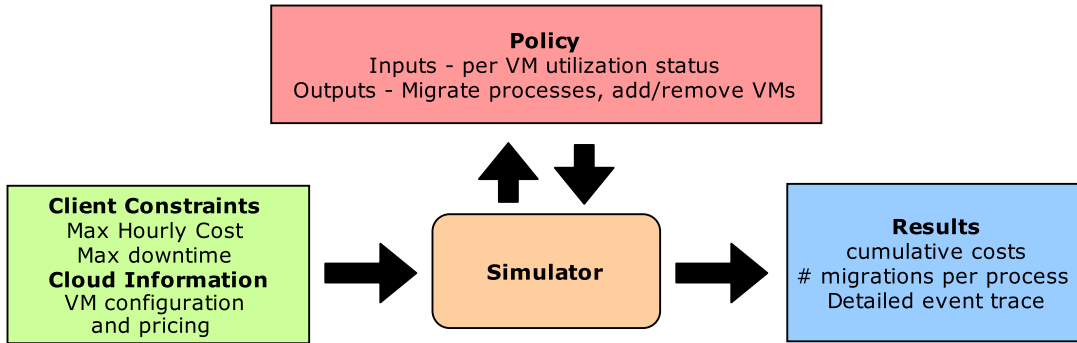 Policy
Inputs - per VM utilization status
Outputs - Migrate processes, add/remove VMs
Client Constraints
Max Hourly Cost
Max downtime
Cloud Information
VM configuration
and pricing
Simulator
Results
cumulative costs
# migrations per process
Detailed event trace